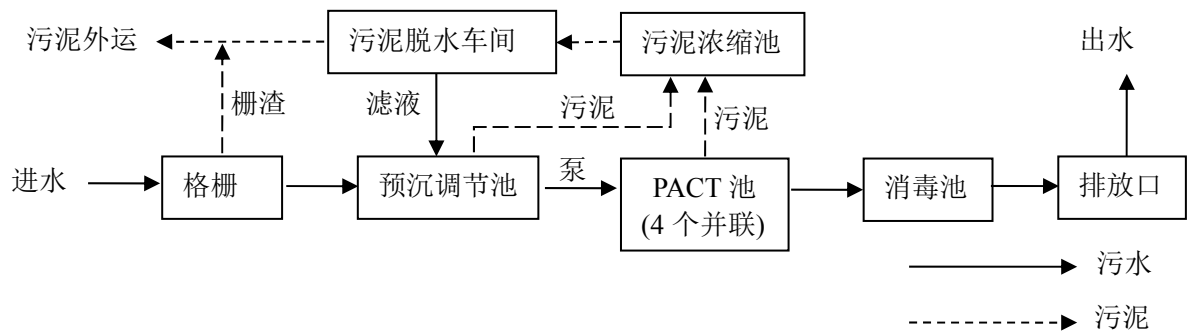 污泥外运
污泥脱水车间
污泥浓缩池
出水
栅渣
滤液
污泥
污泥
进水
格栅
预沉调节池
泵
PACT 池
(4 个并联)
消毒池
排放口
污水
污泥